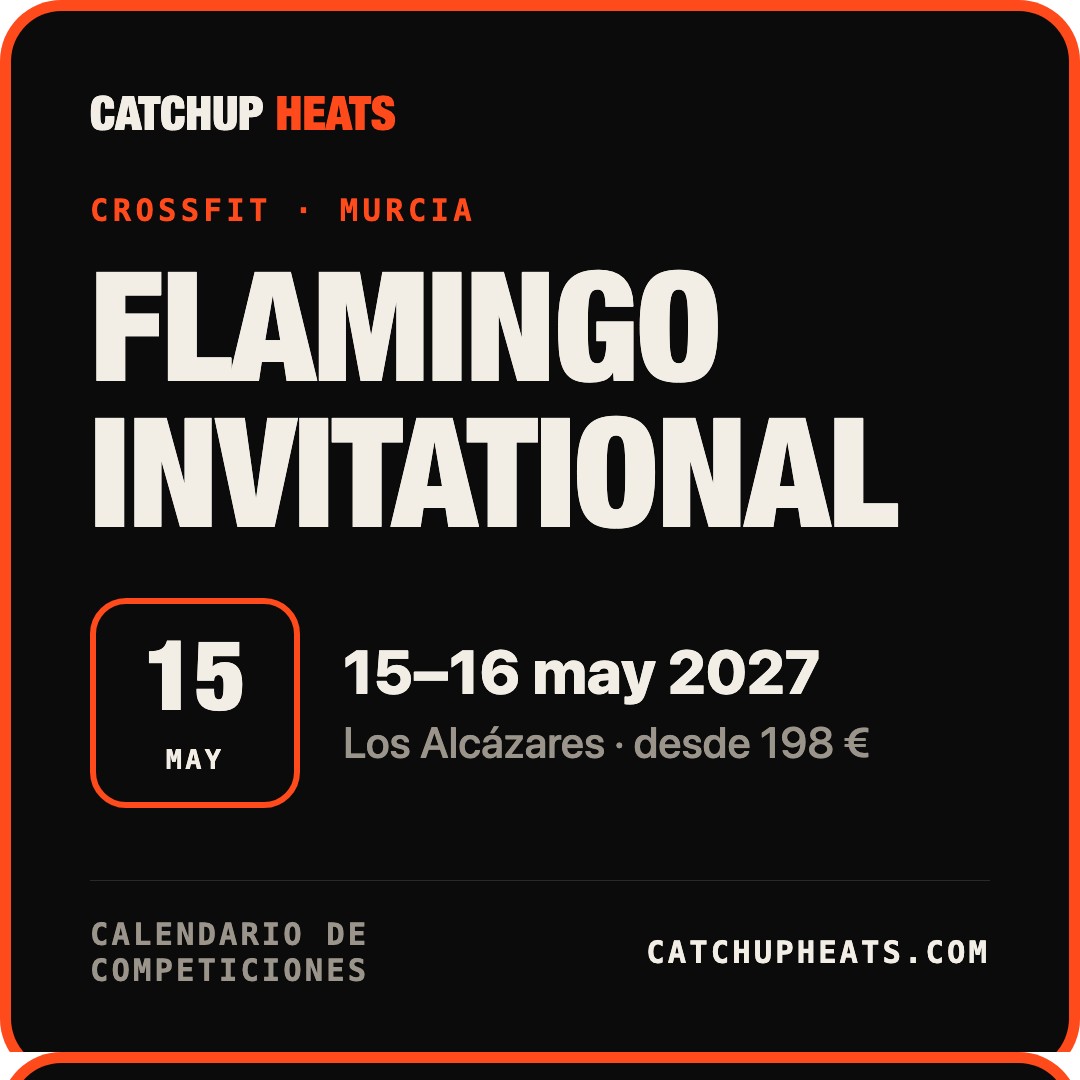 CATCHUP HEATS
CROSSFIT · MURCIA
FLAMINGO
INVITATIONAL
15
MAY
15–16 may 2027
Los Alcázares · desde 198 €
CALENDARIO DE
COMPETICIONES
CATCHUPHEATS.COM